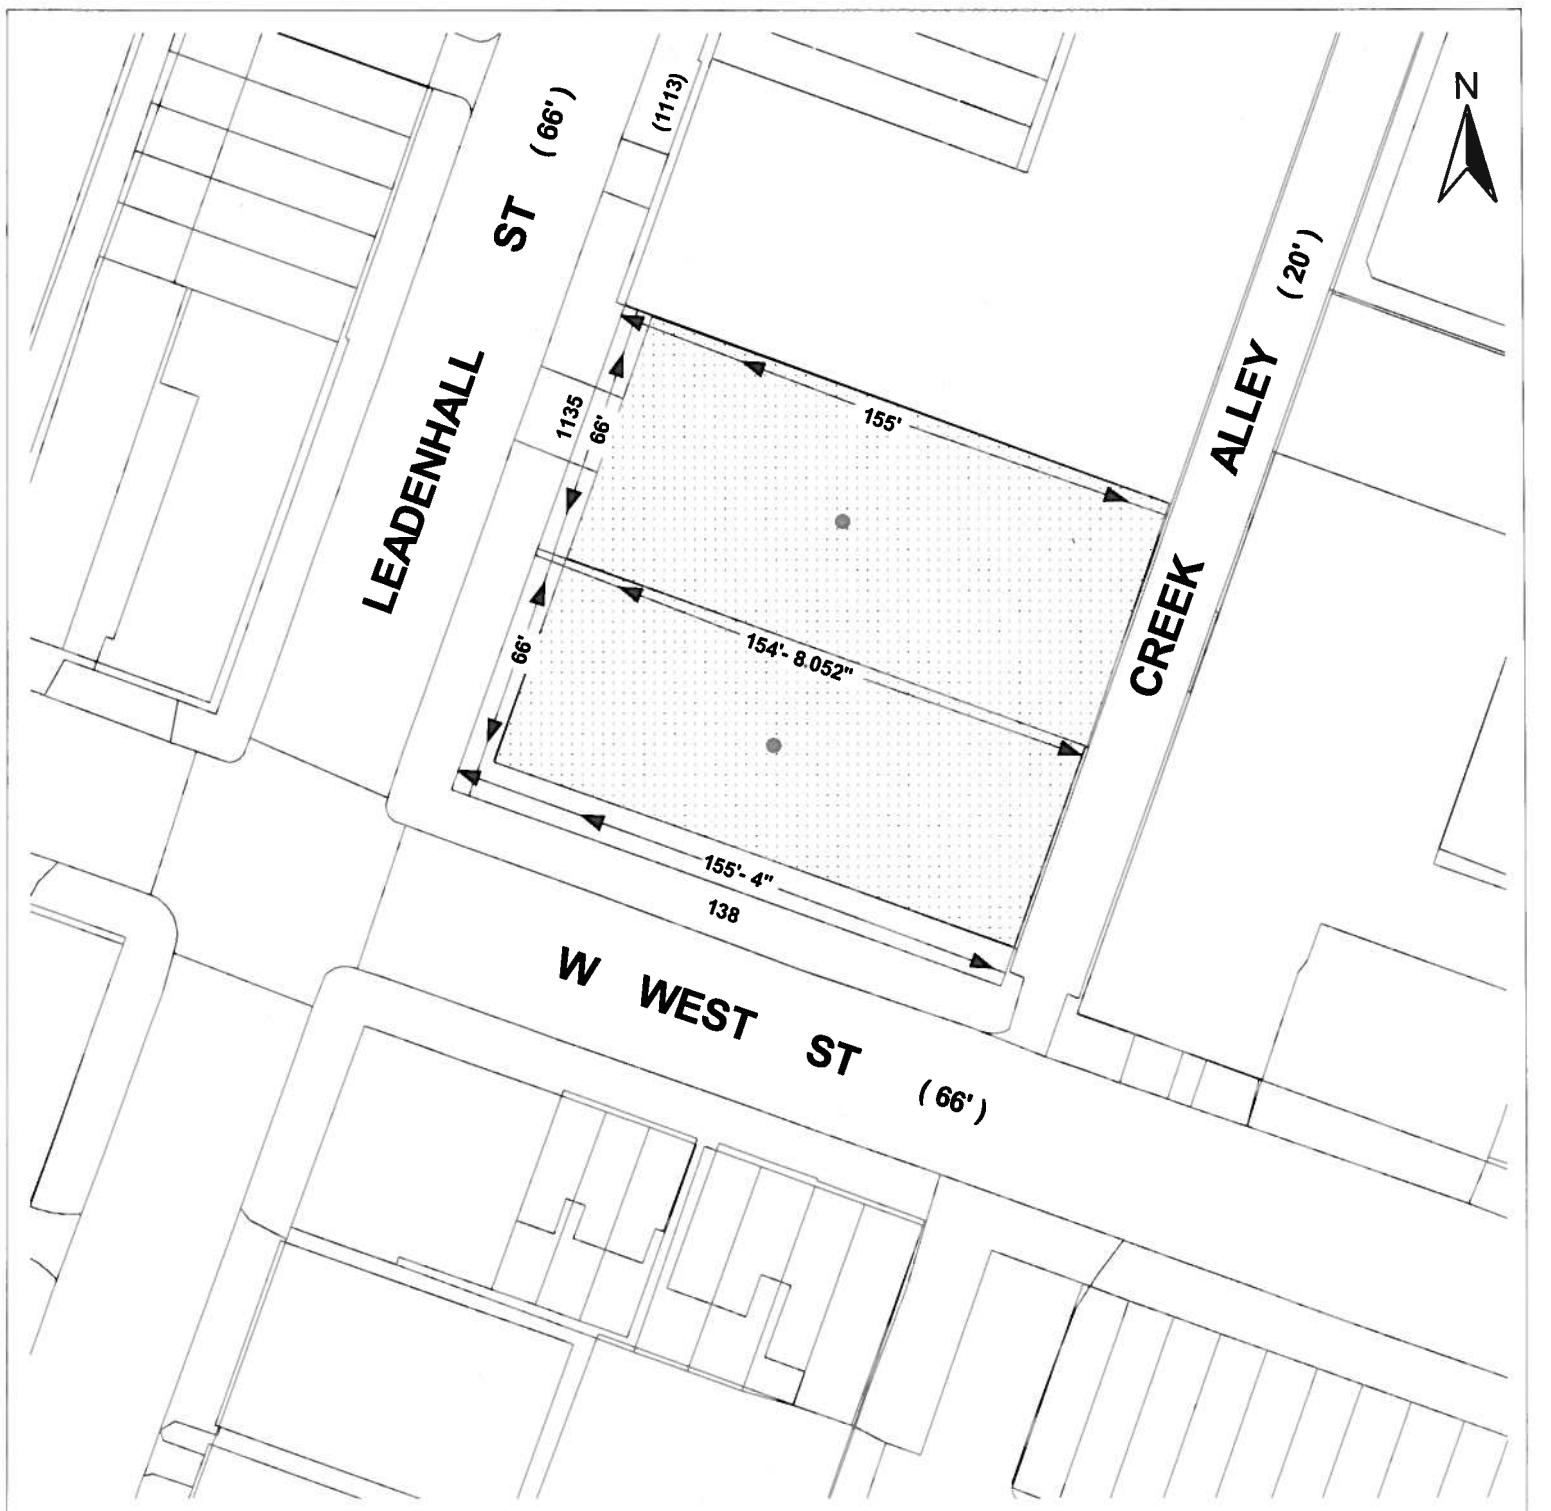 N
(1113)
LEADENHALL ST (66')
CREEK ALLEY (20')
1135
66'
155'
66'
154'- 8.052"
155'- 4"
138
W WEST ST (66')